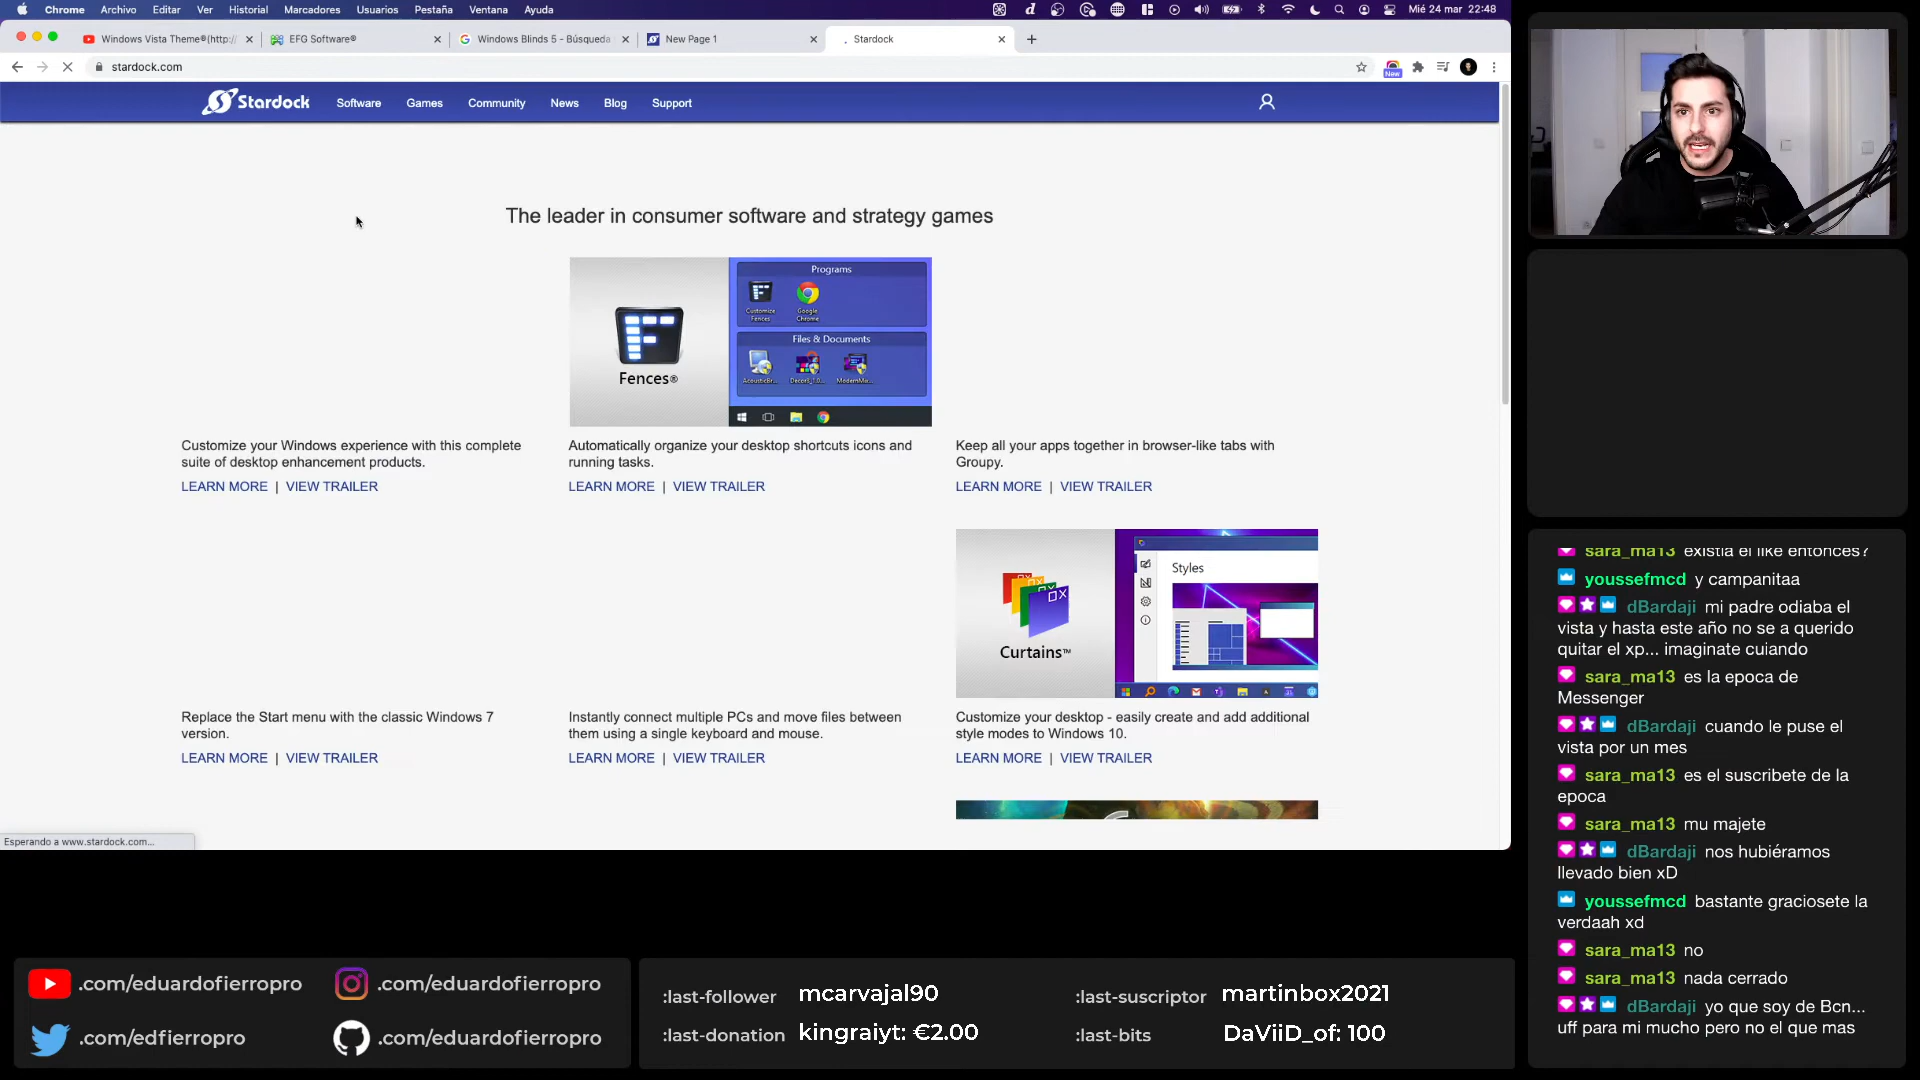 Chrome Archivo Editar Ver Historial Marcadores Usuarios Pestaña Ventana Ayuda Mié 24 mar 22:48
Windows Vista Theme®(http:/ EFG Software® Windows Blinds 5 - Búsqueda New Page 1 Stardock
stardock.com New
Stardock Software Games Community News Blog Support
The leader in consumer software and strategy games
Programs
Customize Fences
Google Chrome
Files & Documents
Fences®
Customize your Windows experience with this complete
suite of desktop enhancement products.
LEARN MORE | VIEW TRAILER
Automatically organize your desktop shortcuts icons and
running tasks.
LEARN MORE | VIEW TRAILER
Keep all your apps together in browser-like tabs with
Groupy.
LEARN MORE | VIEW TRAILER
Styles
Curtains™
Replace the Start menu with the classic Windows 7
version.
LEARN MORE | VIEW TRAILER
Instantly connect multiple PCs and move files between
them using a single keyboard and mouse.
LEARN MORE | VIEW TRAILER
Customize your desktop - easily create and add additional
style modes to Windows 10.
LEARN MORE | VIEW TRAILER
Esperando a www.stardock.com...
sara_ma13 existia el like entonces?
youssefmcd y campanitaa
dBardaji mi padre odiaba el
vista y hasta este año no se a querido
quitar el xp... imaginate cuiando
sara_ma13 es la epoca de
Messenger
dBardaji cuando le puse el
vista por un mes
sara_ma13 es el suscribete de la
epoca
sara_ma13 mu majete
dBardaji nos hubiéramos
llevado bien xD
youssefmcd bastante graciosete la
verdaah xd
sara_ma13 no
sara_ma13 nada cerrado
dBardaji yo que soy de Bcn...
uff para mi mucho pero no el que mas
.com/eduardofierropro .com/eduardofierropro
.com/edfierropro .com/eduardofierropro
:last-follower mcarvajal90 :last-suscriptor martinbox2021
:last-donation kingraiyt: €2.00 :last-bits DaViiD_of: 100